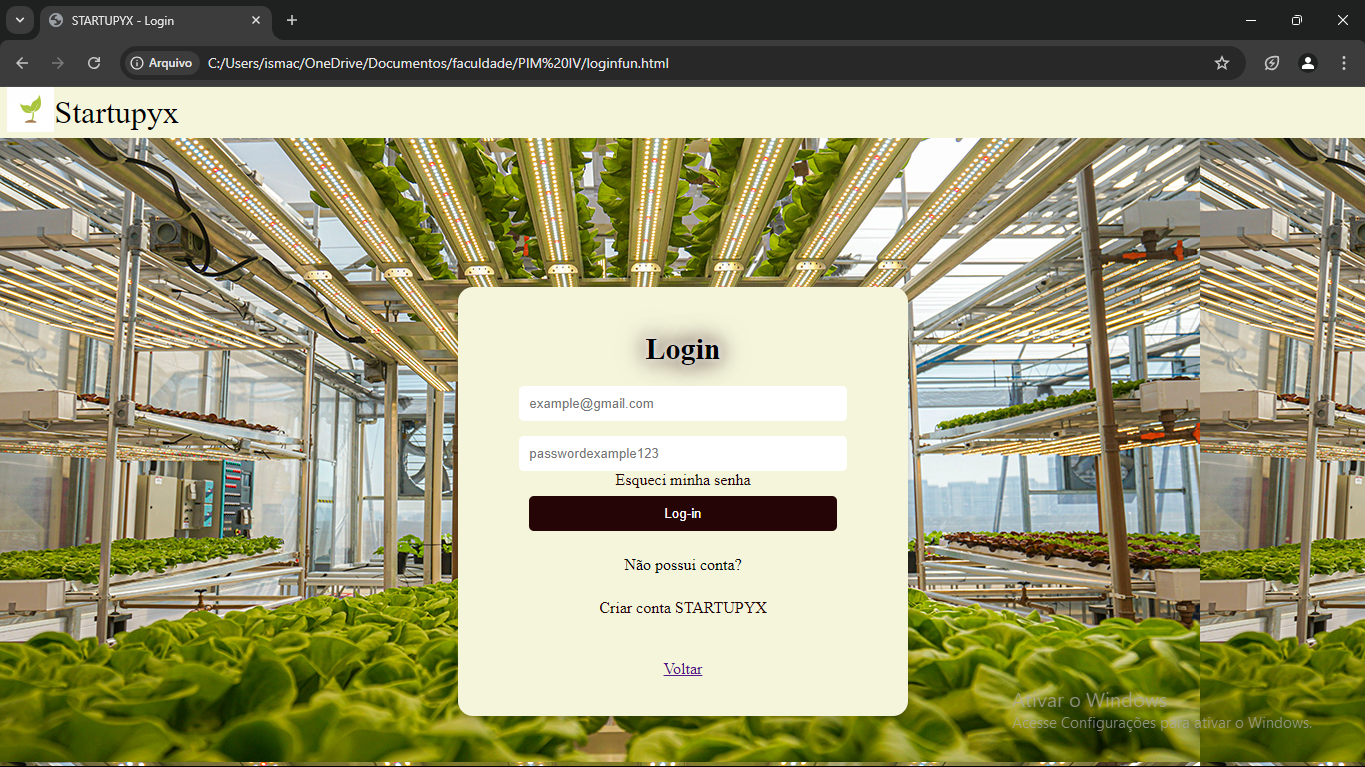 STARTUPYX - Login
Arquivo
C:/Users/ismac/OneDrive/Documentos/faculdade/PIM%20IV/loginfun.html
Startupyx
Login
example@gmail.com
passwordexample123
Esqueci minha senha
Log-in
Não possui conta?
Criar conta STARTUPYX
Voltar
Ativar o Windows
Acesse Configurações para ativar o Windows.